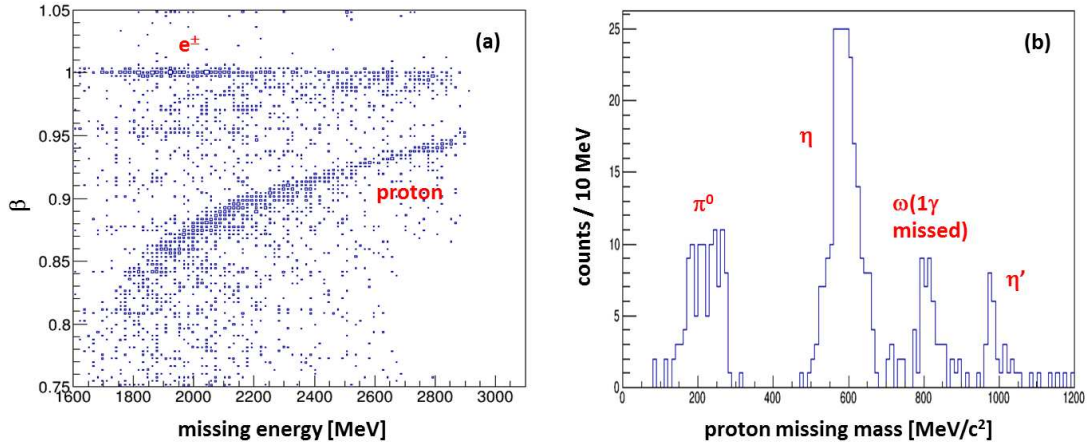 (a)
e±
proton
1.05
1
0.95
0.9
0.85
0.8
0.75
β
1600 1800 2000 2200 2400 2600 2800 3000
missing energy [MeV]
(b)
η
π⁰
ω(1γ
missed)
η’
25
20
15
10
5
0
counts / 10 MeV
0 200 400 600 800 1000 1200
proton missing mass [MeV/c²]